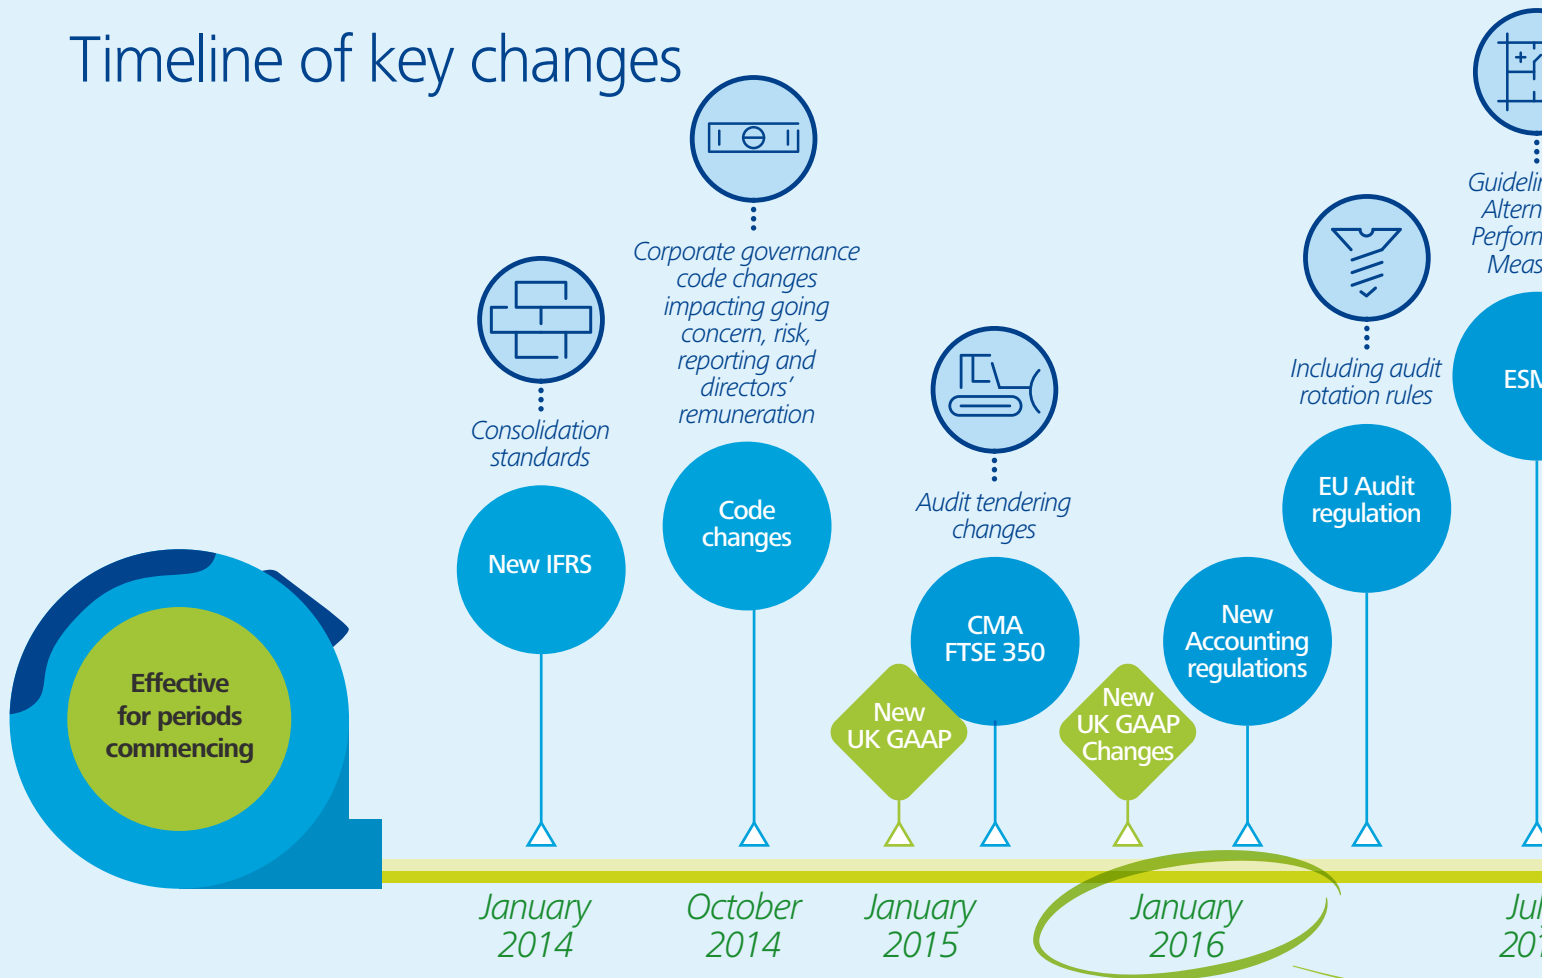 Timeline of key changes
Effective
for periods
commencing
Consolidation
standards
New IFRS
January
2014
Corporate governance
code changes
impacting going
concern, risk,
reporting and
directors’
remuneration
Code
changes
October
2014
New
UK GAAP
Audit tendering
changes
CMA
FTSE 350
January
2015
New
UK GAAP
Changes
New
Accounting
regulations
January
2016
Including audit
rotation rules
EU Audit
regulation